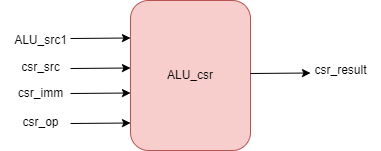 ALU_src1
csr_src
csr_imm
csr_op
ALU_csr
csr_result